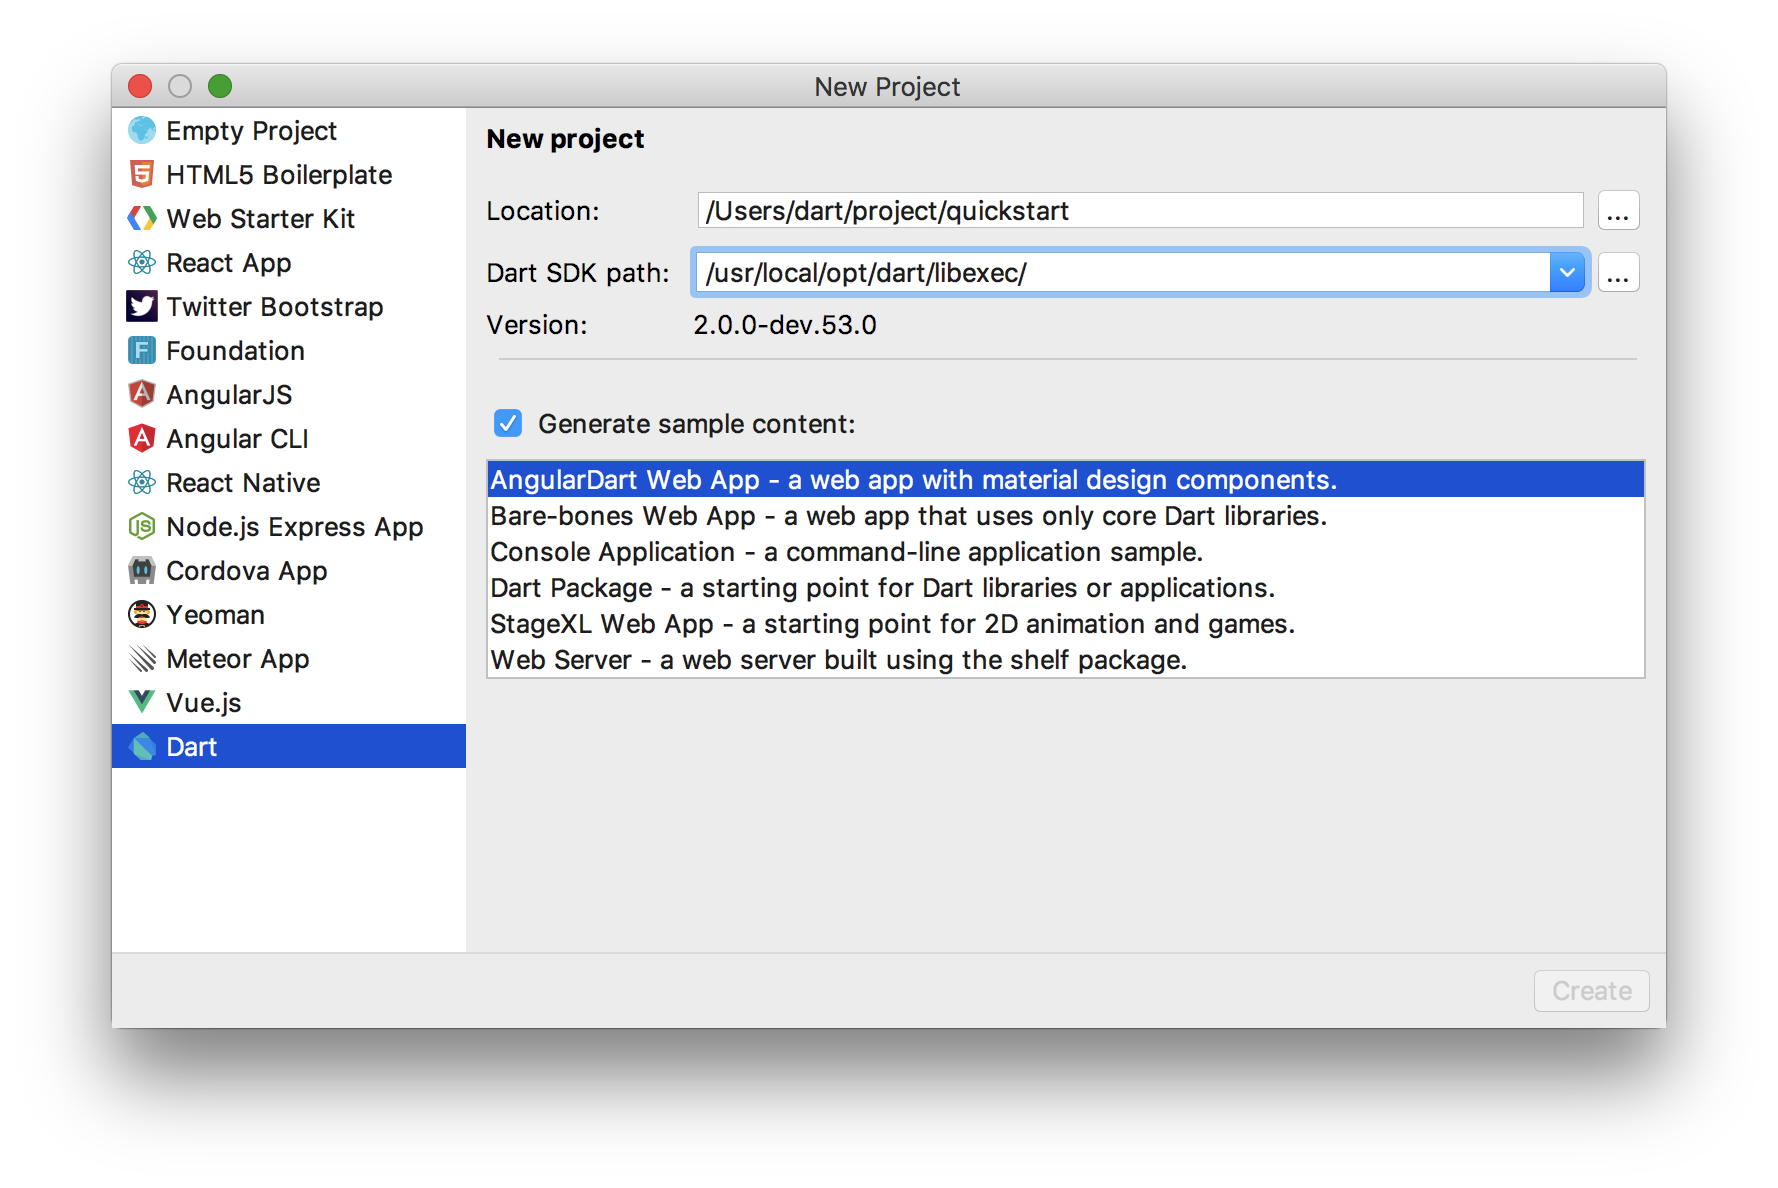 New Project
Empty Project
HTML5 Boilerplate
Web Starter Kit
React App
Twitter Bootstrap
Foundation
AngularJS
Angular CLI
React Native
Node.js Express App
Cordova App
Yeoman
Meteor App
Vue.js
Dart
New project
Location: /Users/dart/project/quickstart ...
Dart SDK path: /usr/local/opt/dart/libexec/ ...
Version: 2.0.0-dev.53.0
Generate sample content:
AngularDart Web App - a web app with material design components.
Bare-bones Web App - a web app that uses only core Dart libraries.
Console Application - a command-line application sample.
Dart Package - a starting point for Dart libraries or applications.
StageXL Web App - a starting point for 2D animation and games.
Web Server - a web server built using the shelf package.
Create